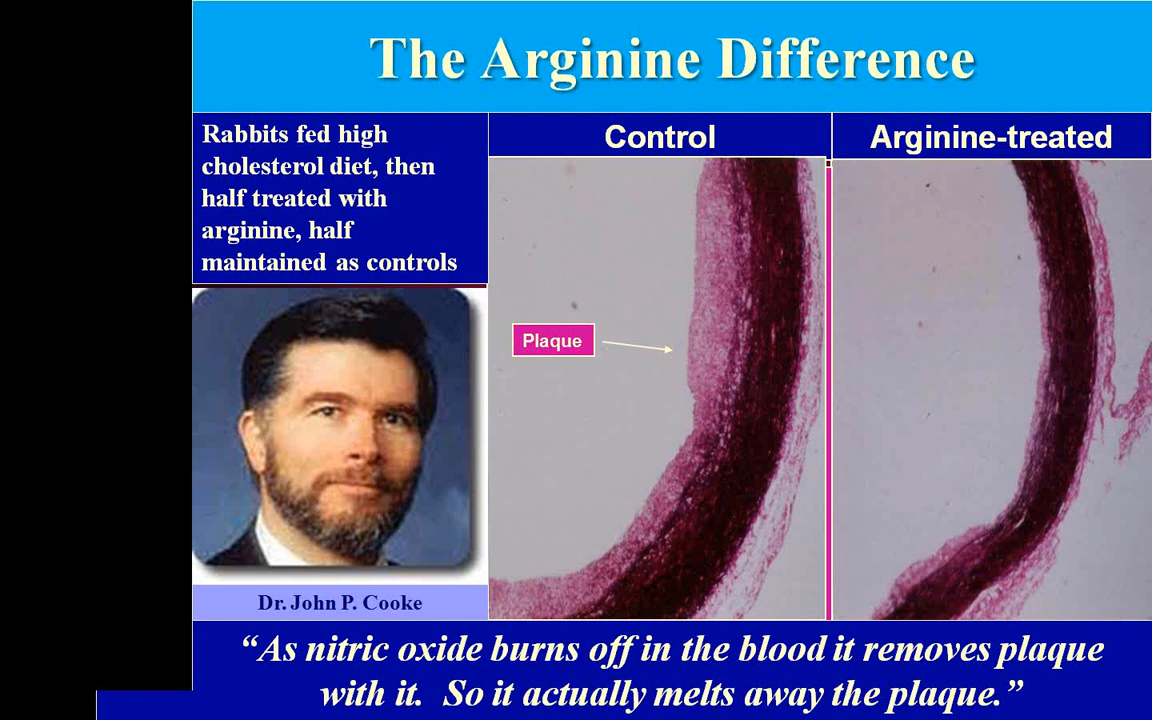 The Arginine Difference
Rabbits fed high
cholesterol diet, then
half treated with
arginine, half
maintained as controls
Control
Arginine-treated
Plaque
Dr. John P. Cooke
“As nitric oxide burns off in the blood it removes plaque
with it.  So it actually melts away the plaque.”